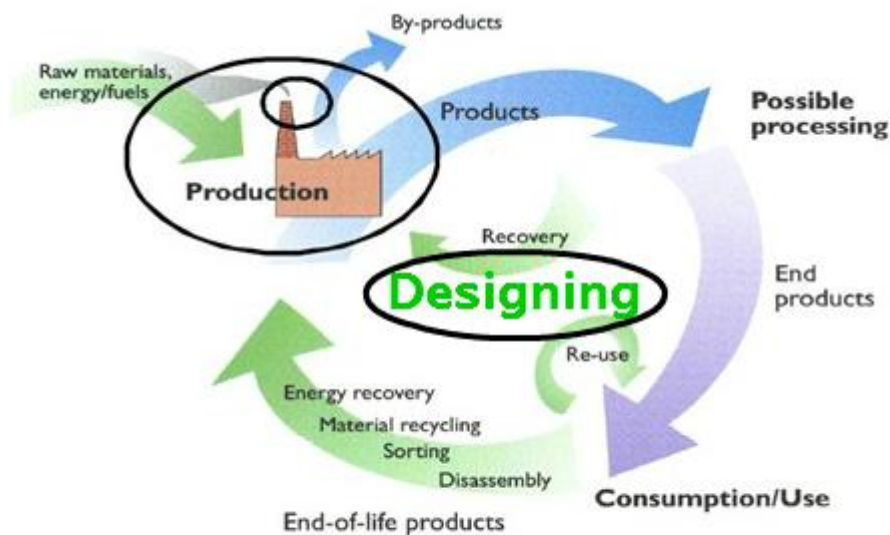 By-products
Raw materials,
energy/fuels
Products
Possible
processing
Production
Recovery
Designing
End
products
Re-use
Energy recovery
Material recycling
Sorting
Disassembly
Consumption/Use
End-of-life products